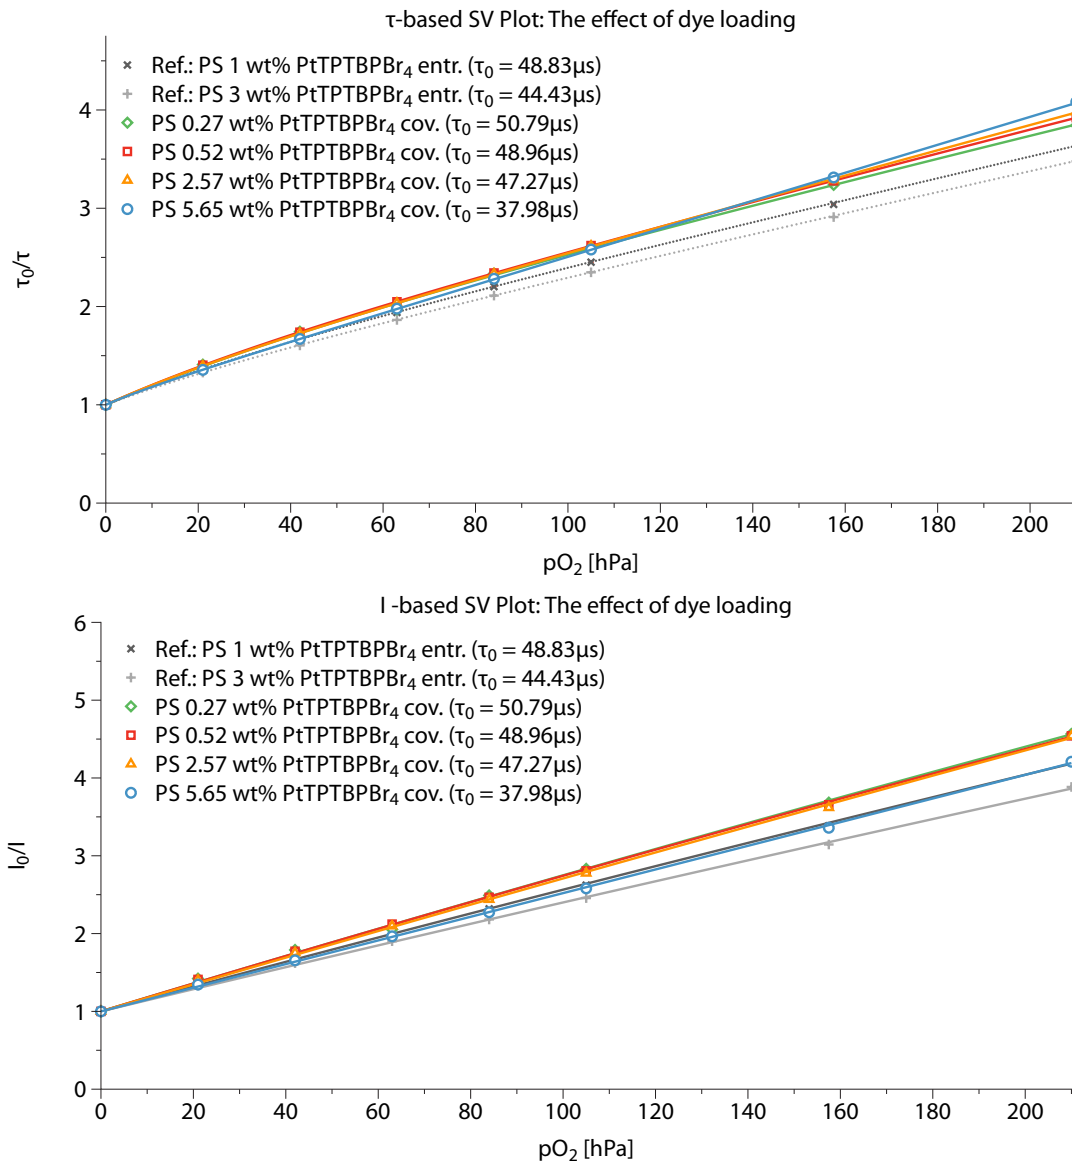 τ-based SV Plot: The effect of dye loading
Ref.: PS 1 wt% PtTPTBPBr₄ entr. (τ₀ = 48.83µs)
Ref.: PS 3 wt% PtTPTBPBr₄ entr. (τ₀ = 44.43µs)
PS 0.27 wt% PtTPTBPBr₄ cov. (τ₀ = 50.79µs)
PS 0.52 wt% PtTPTBPBr₄ cov. (τ₀ = 48.96µs)
PS 2.57 wt% PtTPTBPBr₄ cov. (τ₀ = 47.27µs)
PS 5.65 wt% PtTPTBPBr₄ cov. (τ₀ = 37.98µs)
4
3
2
1
0
τ₀/τ
0 20 40 60 80 100 120 140 160 180 200
pO₂ [hPa]
I -based SV Plot: The effect of dye loading
Ref.: PS 1 wt% PtTPTBPBr₄ entr. (τ₀ = 48.83µs)
Ref.: PS 3 wt% PtTPTBPBr₄ entr. (τ₀ = 44.43µs)
PS 0.27 wt% PtTPTBPBr₄ cov. (τ₀ = 50.79µs)
PS 0.52 wt% PtTPTBPBr₄ cov. (τ₀ = 48.96µs)
PS 2.57 wt% PtTPTBPBr₄ cov. (τ₀ = 47.27µs)
PS 5.65 wt% PtTPTBPBr₄ cov. (τ₀ = 37.98µs)
6
5
4
3
2
1
0
I₀/I
0 20 40 60 80 100 120 140 160 180 200
pO₂ [hPa]